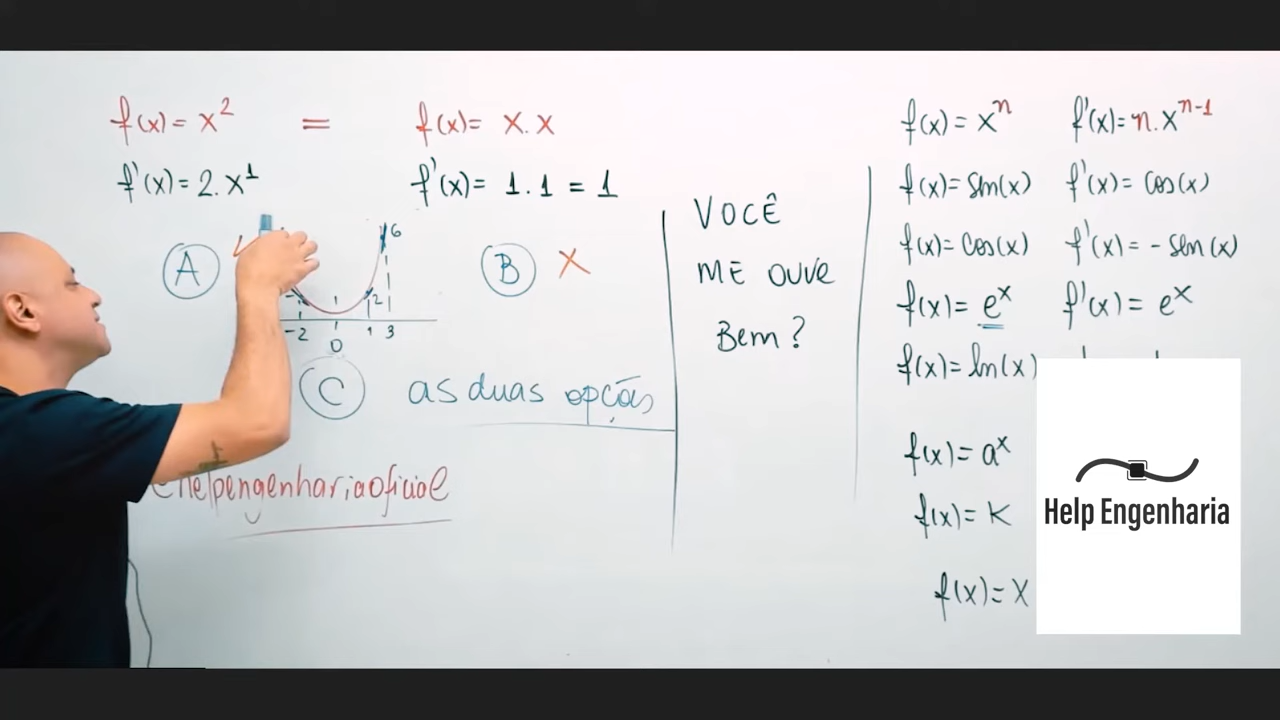 f(x) = x² = f(x) = x.x
f'(x) = 2.x¹ f'(x) = 1.1 = 1
A
6
2
-2 0 1 3
B X
C as duas opções
helpengenhariaoficial
VOCÊ
ME OUVE
Bem?
f(x) = xⁿ f'(x) = n.xⁿ⁻¹
f(x) = sen(x) f'(x) = cos(x)
f(x) = cos(x) f'(x) = - sen(x)
f(x) = eˣ f'(x) = eˣ
f(x) = ln(x)
f(x) = aˣ
f(x) = K
f(x) = x
Help Engenharia